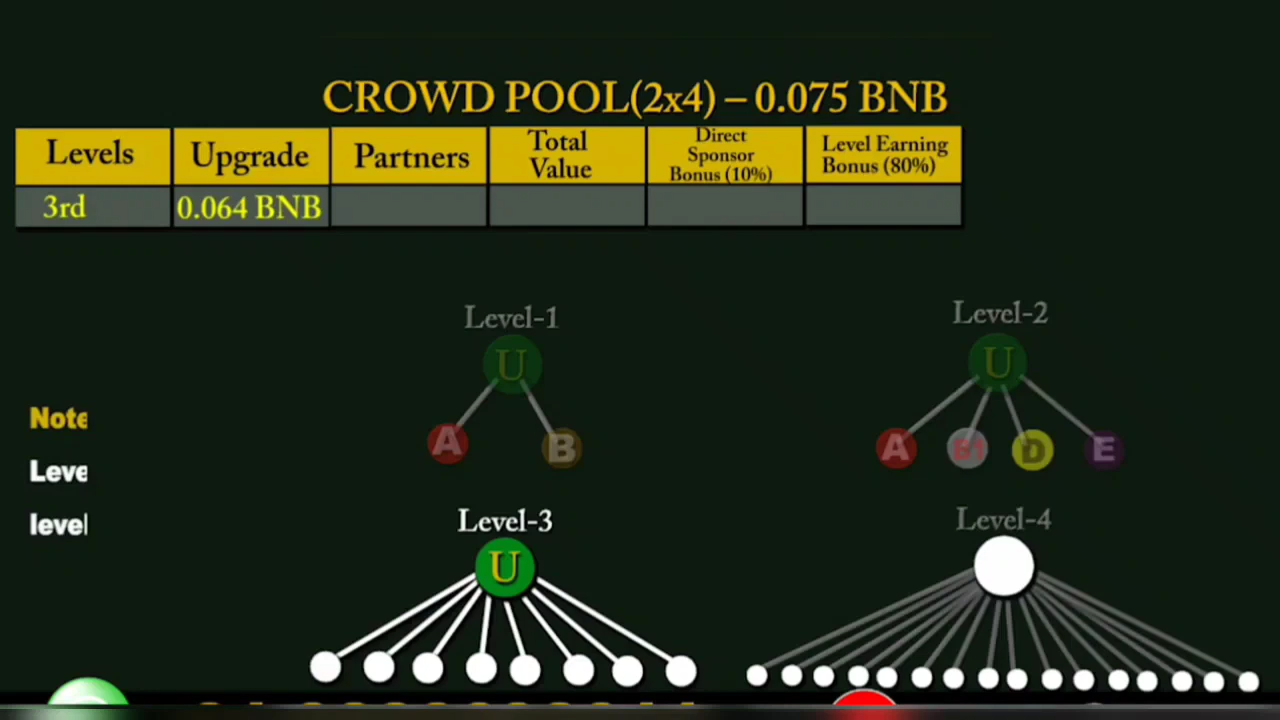 CROWD POOL(2x4) – 0.075 BNB
Levels
Upgrade
Partners
Total
Value
Direct
Sponsor
Bonus (10%)
Level Earning
Bonus (80%)
3rd
0.064 BNB
Level-1
U
A
B
Level-2
U
A
B1
D
E
Note
Leve
level
Level-3
U
Level-4